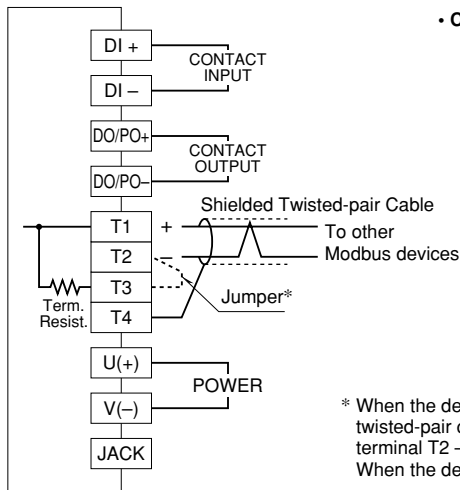 • C
DI +
CONTACT
INPUT
DI –
DO/PO+
CONTACT
OUTPUT
DO/PO–
Shielded Twisted-pair Cable
T1
+
To other
Modbus devices
T2
–
T3
Jumper*
Term.
Resist.
T4
U(+)
POWER
V(–)
JACK
* When the de
twisted-pair c
terminal T2 –
When the de